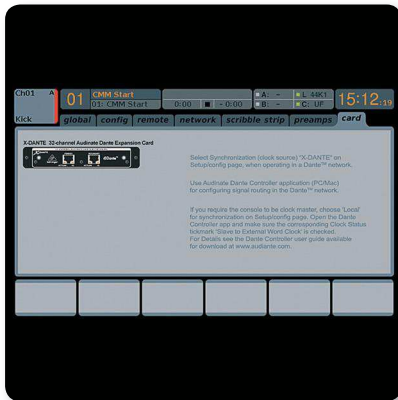 Ch01 A
Kick
01
CMM Start
01: CMM Start
0:00 - 0:00
A: - L 44K1
B: - C: UF
15:12:19
global config remote network scribble strip preamps card
X-DANTE 32-channel Audinate Dante Expansion Card
Dante
Select Synchronization (clock source) "X-DANTE" on
Setup/config page, when operating in a Dante™ network.
Use Audinate Dante Controller application (PC/Mac)
for configuring signal routing in the Dante™ network.
If you require the console to be clock master, choose 'Local'
for synchronization on Setup/config page. Open the Dante
Controller app and make sure the corresponding Clock Status
tickmark "Slave to External Word Clock" is checked.
For Details see the Dante Controller user guide available
for download at www.audinate.com.